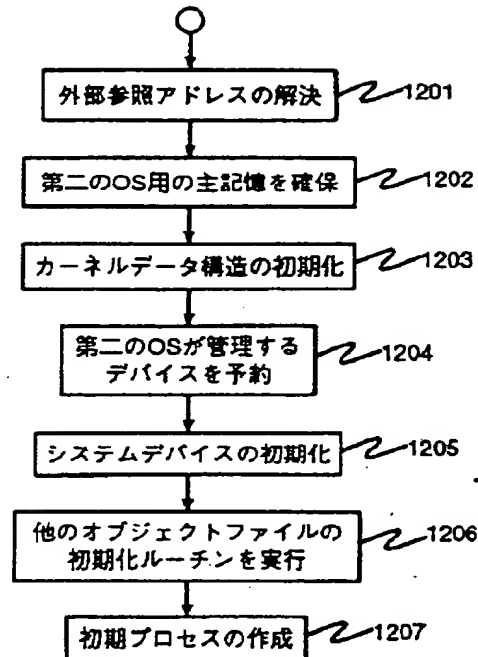 外部参照アドレスの解決
1201
第二のOS用の主記憶を確保
1202
カーネルデータ構造の初期化
1203
第二のOSが管理する
デバイスを予約
1204
システムデバイスの初期化
1205
他のオブジェクトファイルの
初期化ルーチンを実行
1206
初期プロセスの作成
1207